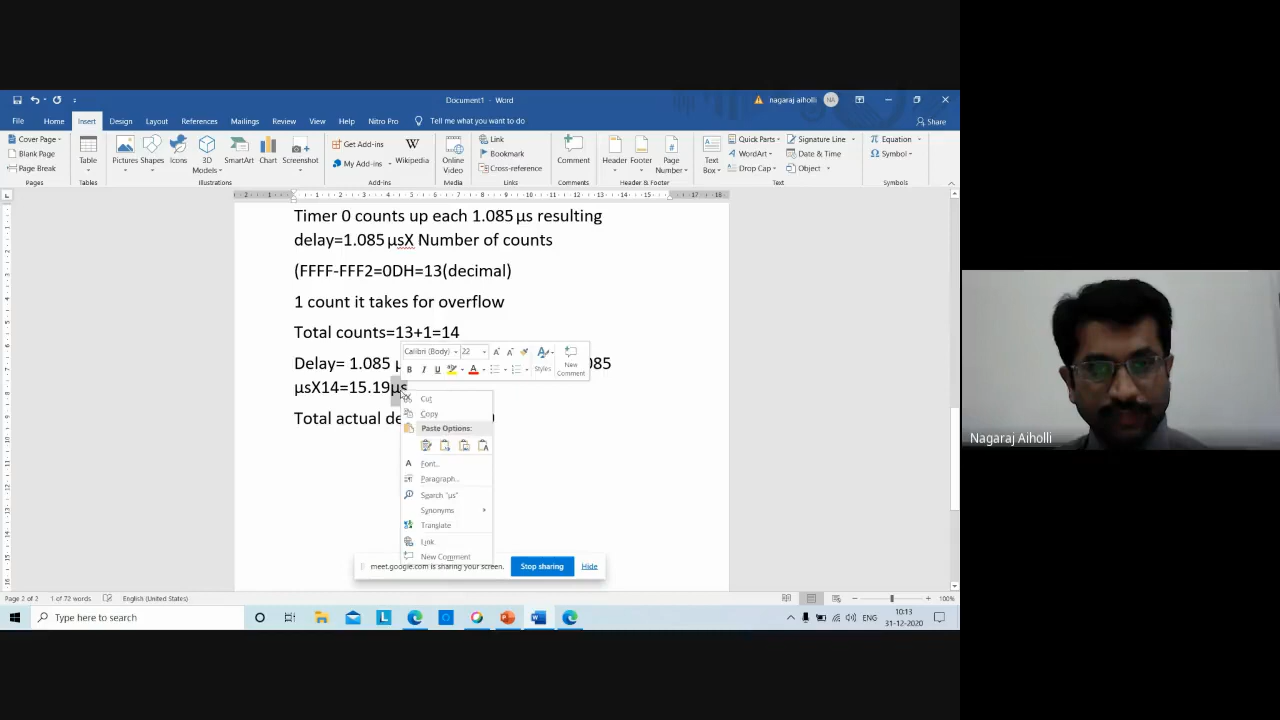 Document1 - Word
nagaraj aiholli
NA
File Home Insert Design Layout References Mailings Review View Help Nitro Pro Tell me what you want to do
Share
Cover Page
Blank Page
Page Break
Pages
Table
Tables
Pictures Shapes Icons 3D Models SmartArt Chart Screenshot
Illustrations
Get Add-ins
My Add-ins
Wikipedia
Add-ins
Online Video
Media
Link
Bookmark
Cross-reference
Links
Comment
Comments
Header Footer Page Number
Header & Footer
Text Box
Quick Parts
WordArt
Drop Cap
Signature Line
Date & Time
Object
Text
Equation
Symbol
Symbols
Timer 0 counts up each 1.085 µs resulting
delay=1.085 µsX Number of counts
(FFFF-FFF2=0DH=13(decimal)
1 count it takes for overflow
Total counts=13+1=14
Delay= 1.085
085
µsX14=15.19µs
Total actual de
Calibri (Body) 22
B I U A
Styles
New Comment
Cut
Copy
Paste Options:
Font...
Paragraph...
Search "µs"
Synonyms
Translate
Link
New Comment
meet.google.com is sharing your screen. Stop sharing Hide
Page 2 of 2 1 of 72 words English (United States)
100%
Type here to search
ENG
10:13
31-12-2020
Nagaraj Aiholli